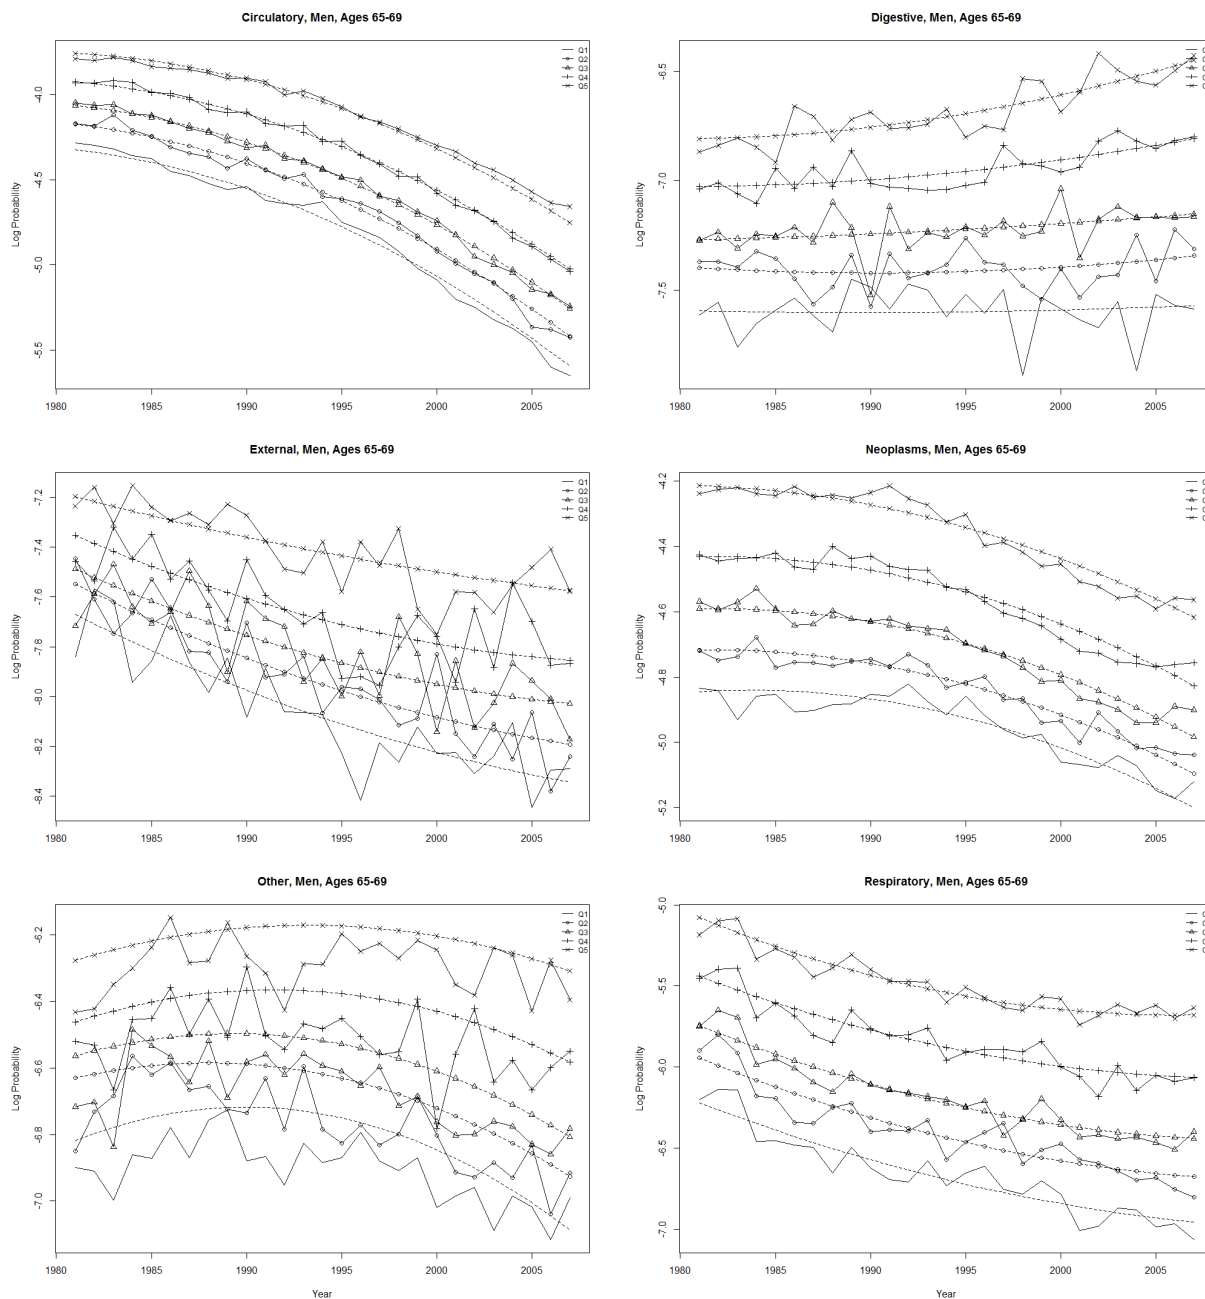 Circulatory, Men, Ages 65-69
Q1
Q2
Q3
Q4
Q5
Log Probability
-4.0
-4.5
-5.0
-5.5
1980 1985 1990 1995 2000 2005
Digestive, Men, Ages 65-69
Log Probability
-6.5
-7.0
-7.5
1980 1985 1990 1995 2000 2005
External, Men, Ages 65-69
Q1
Q2
Q3
Q4
Q5
Log Probability
-7.2
-7.4
-7.6
-7.8
-8.0
-8.2
-8.4
1980 1985 1990 1995 2000 2005
Neoplasms, Men, Ages 65-69
Log Probability
-4.2
-4.4
-4.6
-4.8
-5.0
-5.2
1980 1985 1990 1995 2000 2005
Other, Men, Ages 65-69
Q1
Q2
Q3
Q4
Q5
Log Probability
-6.2
-6.4
-6.6
-6.8
-7.0
1980 1985 1990 1995 2000 2005
Year
Respiratory, Men, Ages 65-69
Log Probability
-5.0
-5.5
-6.0
-6.5
-7.0
1980 1985 1990 1995 2000 2005
Year